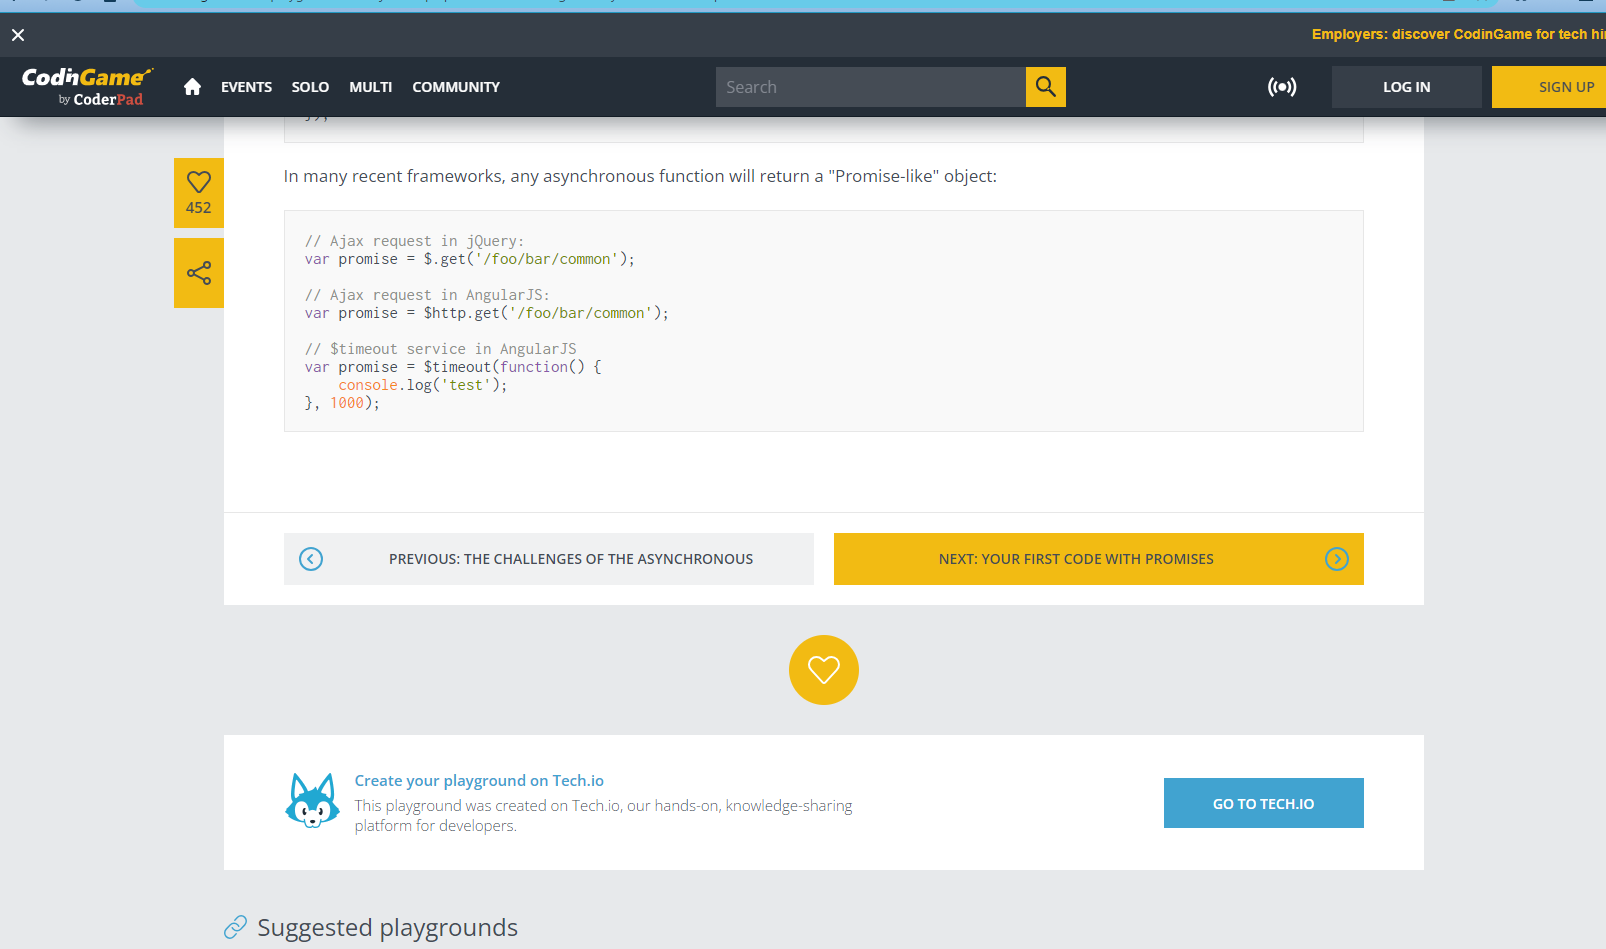 Employers: discover CodinGame for tech hi
CodinGame
by CoderPad
EVENTS SOLO MULTI COMMUNITY
Search
LOG IN
SIGN UP
});
452
In many recent frameworks, any asynchronous function will return a "Promise-like" object:
// Ajax request in jQuery:
var promise = $.get('/foo/bar/common');
// Ajax request in AngularJS:
var promise = $http.get('/foo/bar/common');
// $timeout service in AngularJS
var promise = $timeout(function() {
console.log('test');
}, 1000);
PREVIOUS: THE CHALLENGES OF THE ASYNCHRONOUS
NEXT: YOUR FIRST CODE WITH PROMISES
Create your playground on Tech.io
This playground was created on Tech.io, our hands-on, knowledge-sharing
platform for developers.
GO TO TECH.IO
Suggested playgrounds